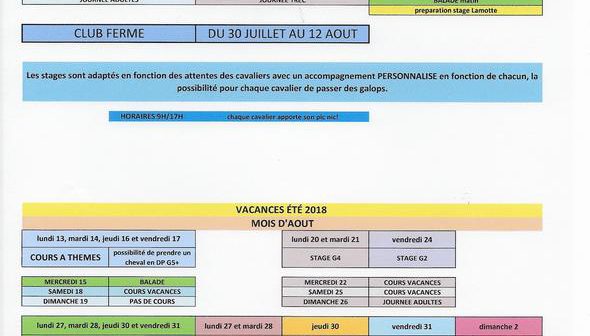 JOURNEE ADULTES JOURNEE TREC BALADE matin
preparation stage Lamotte
CLUB FERME DU 30 JUILLET AU 12 AOUT
Les stages sont adaptés en fonction des attentes des cavaliers avec un accompagnement PERSONNALISE en fonction de chacun, la
possibilité pour chaque cavalier de passer des galops.
HORAIRES 9H/17H chaque cavalier apporte son pic nic!
VACANCES ÉTÉ 2018
MOIS D'AOUT
lundi 13, mardi 14, jeudi 16 et vendredi 17 lundi 20 et mardi 21 vendredi 24
COURS A THEMES possibilité de prendre un cheval en DP G5+ STAGE G4 STAGE G2
MERCREDI 15 BALADE MERCREDI 22 COURS VACANCES
SAMEDI 18 COURS VACANCES SAMEDI 25 COURS VACANCES
DIMANCHE 19 PAS DE COURS DIMANCHE 26 JOURNEE ADULTES
lundi 27, mardi 28, jeudi 30 et vendredi 31 lundi 27 et mardi 28 jeudi 30 vendredi 31 dimanche 2